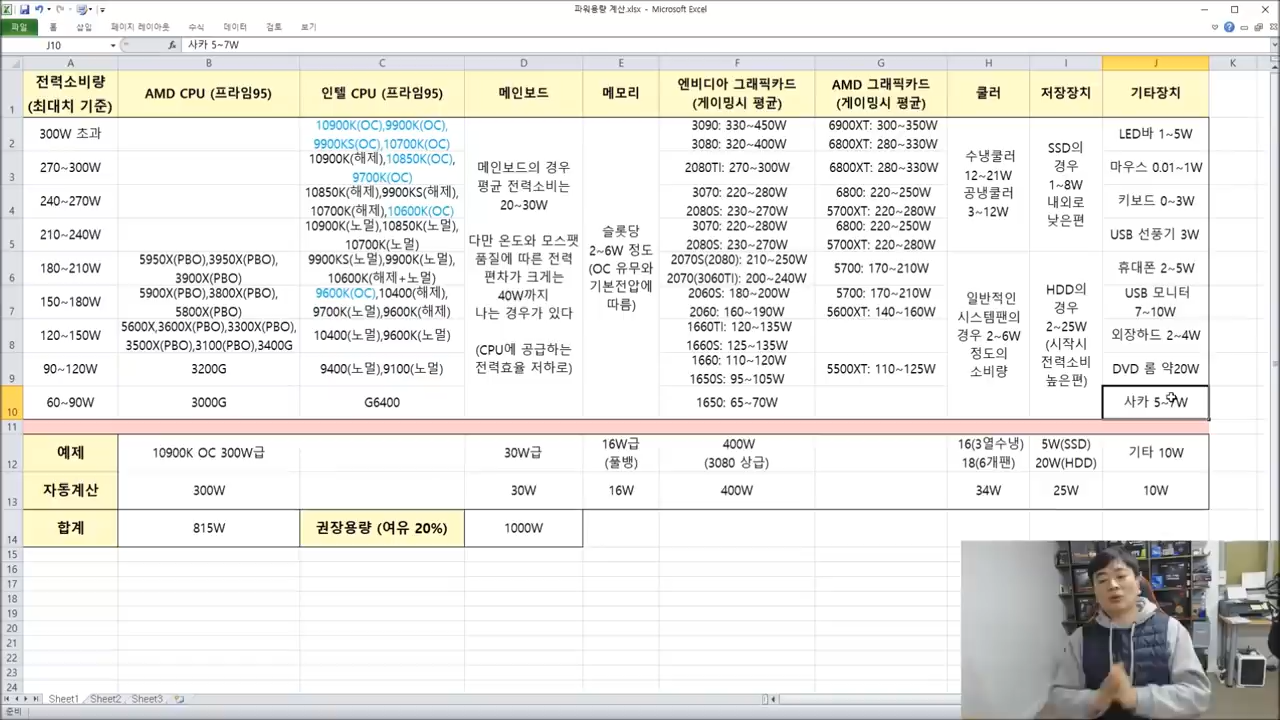 파워용량 계산.xlsx - Microsoft Excel
파일 홈 삽입 페이지 레이아웃 수식 데이터 검토 보기
J10 fx 사카 5~7W
A B C D E F G H I J K
1 전력소비량
(최대치 기준)
AMD CPU (프라임95)
인텔 CPU (프라임95)
메인보드
메모리
엔비디아 그래픽카드
(게이밍시 평균)
AMD 그래픽카드
(게이밍시 평균)
쿨러
저장장치
기타장치
2 300W 초과
10900K(OC),9900K(OC),
9900KS(OC),10700K(OC)
3090: 330~450W
3080: 320~400W
6900XT: 300~350W
6800XT: 280~330W
LED바 1~5W
3 270~300W
10900K(해제),10850K(OC),
9700K(OC)
2080TI: 270~300W
6800XT: 280~330W
마우스 0.01~1W
4 240~270W
10850K(해제),9900KS(해제),
10700K(해제),10600K(OC)
3070: 220~280W
2080S: 230~270W
6800: 220~250W
5700XT: 220~280W
키보드 0~3W
5 210~240W
10900K(노멀),10850K(노멀),
10700K(노멀)
3070: 220~280W
2080S: 230~270W
6800: 220~250W
5700XT: 220~280W
USB 선풍기 3W
6 180~210W
5950X(PBO),3950X(PBO),
3900X(PBO)
9900KS(노멀),9900K(노멀),
10600K(해제+노멀)
2070S(2080): 210~250W
2070(3060TI): 200~240W
5700: 170~210W
휴대폰 2~5W
7 150~180W
5900X(PBO),3800X(PBO),
5800X(PBO)
9600K(OC),10400(해제),
9700K(노멀),9600K(해제)
2060S: 180~200W
2060: 160~190W
5700: 170~210W
5600XT: 140~160W
USB 모니터
7~10W
8 120~150W
5600X,3600X(PBO),3300X(PBO),
3500X(PBO),3100(PBO),3400G
10400(노멀),9600K(노멀)
1660TI: 120~135W
1660S: 125~135W
외장하드 2~4W
9 90~120W
3200G
9400(노멀),9100(노멀)
1660: 110~120W
1650S: 95~105W
5500XT: 110~125W
DVD 롬 약20W
10 60~90W
3000G
G6400
1650: 65~70W
사카 5~7W
메인보드의 경우
평균 전력소비는
20~30W
다만 온도와 모스팻
품질에 따른 전력
편차가 크게는
40W까지
나는 경우가 있다
(CPU에 공급하는
전력효율 저하로)
슬롯당
2~6W 정도
(OC 유무와
기본전압에
따름)
수냉쿨러
12~21W
공냉쿨러
3~12W
일반적인
시스템팬의
경우 2~6W
정도의
소비량
SSD의
경우
1~8W
내외로
낮은편
HDD의
경우
2~25W
(시작시
전력소비
높은편)
11
12 예제
10900K OC 300W급
30W급
16W급
(풀뱅)
400W
(3080 상급)
16(3열수냉)
18(6개팬)
5W(SSD)
20W(HDD)
기타 10W
13 자동계산 300W 30W 16W 400W 34W 25W 10W
14 합계 815W 권장용량 (여유 20%) 1000W
15
16
17
18
19
20
21
22
23
24
Sheet1 Sheet2 Sheet3
준비